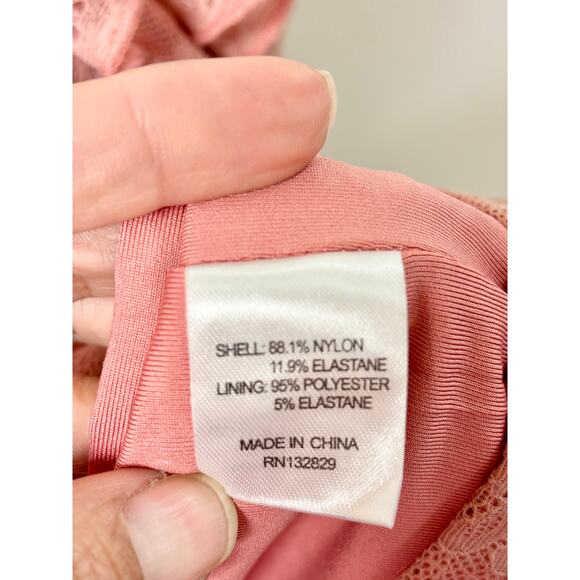 SHELL: 88.1% NYLON
11.9% ELASTANE
LINING: 95% POLYESTER
5% ELASTANE
MADE IN CHINA
RN132829